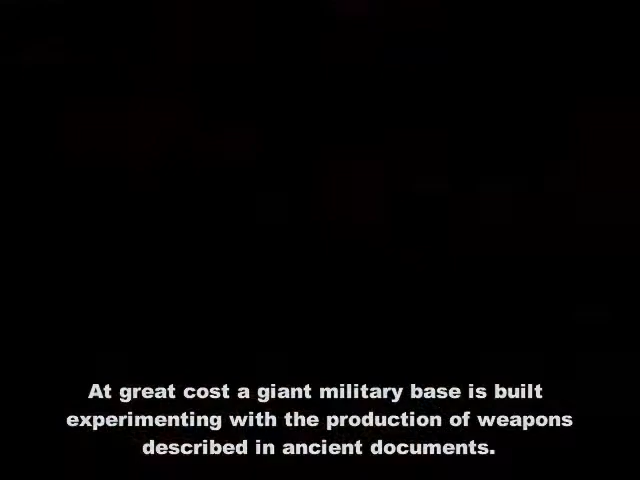 At great cost a giant military base is built
experimenting with the production of weapons
described in ancient documents.